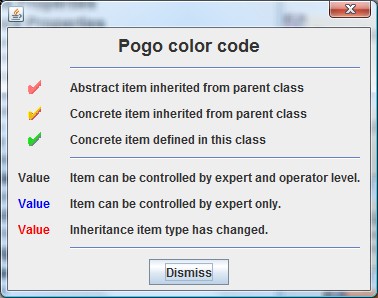 Pogo color code
Abstract item inherited from parent class
Concrete item inherited from parent class
Concrete item defined in this class
Value Item can be controlled by expert and operator level.
Value Item can be controlled by expert only.
Value Inheritance item type has changed.
Dismiss